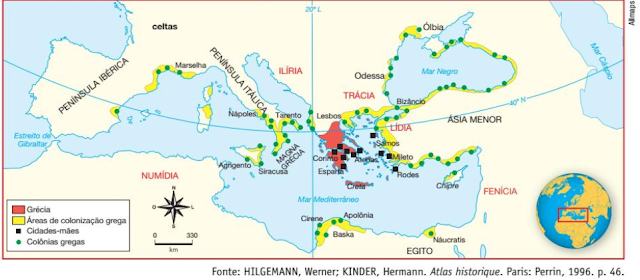 Allmaps
20° L
celtas
Ólbia
Marselha
PENÍNSULA IBÉRICA
PENÍNSULA ITÁLICA
ILÍRIA
Odessa
Mar Negro
Mar Cáspio
TRÁCIA
Bizâncio
40° N
Nápoles
Tarento
Lesbos
LÍDIA
ÁSIA MENOR
Estreito de
Gibraltar
MAGNA
GRÉCIA
Samos
Corinto
Atenas
Mileto
Agrigento
Siracusa
Esparta
Rodes
NUMÍDIA
Creta
Chipre
FENÍCIA
Mar Mediterrâneo
Cirene
Apolônia
Baska
Náucratis
EGITO
N
O
L
S
0
330
km
Grécia
Áreas de colonização grega
Cidades-mães
Colônias gregas
Fonte: HILGEMANN, Werner; KINDER, Hermann. Atlas historique. Paris: Perrin, 1996. p. 46.